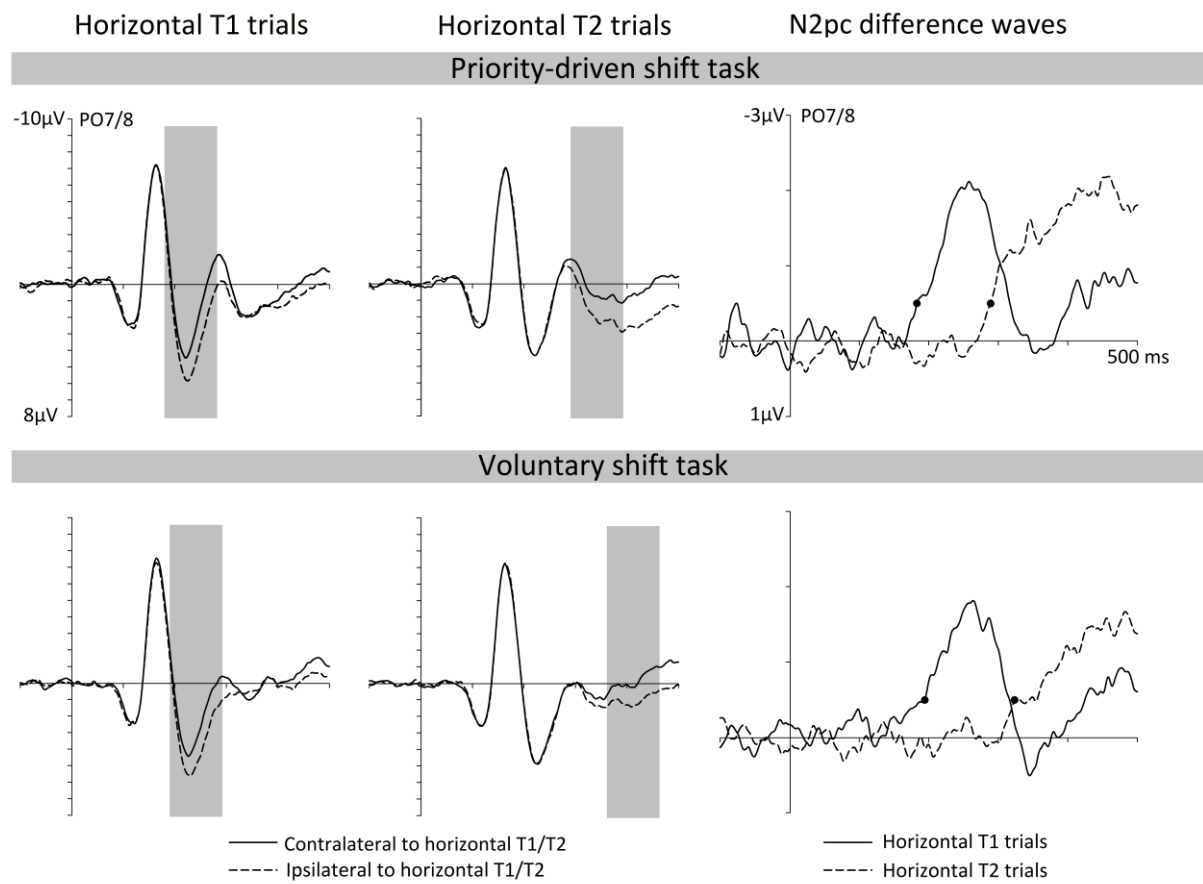 Horizontal T1 trials
Horizontal T2 trials
N2pc difference waves
Priority-driven shift task
-10µV
PO7/8
-3µV
PO7/8
500 ms
8µV
1µV
Voluntary shift task
Contralateral to horizontal T1/T2
Ipsilateral to horizontal T1/T2
Horizontal T1 trials
Horizontal T2 trials